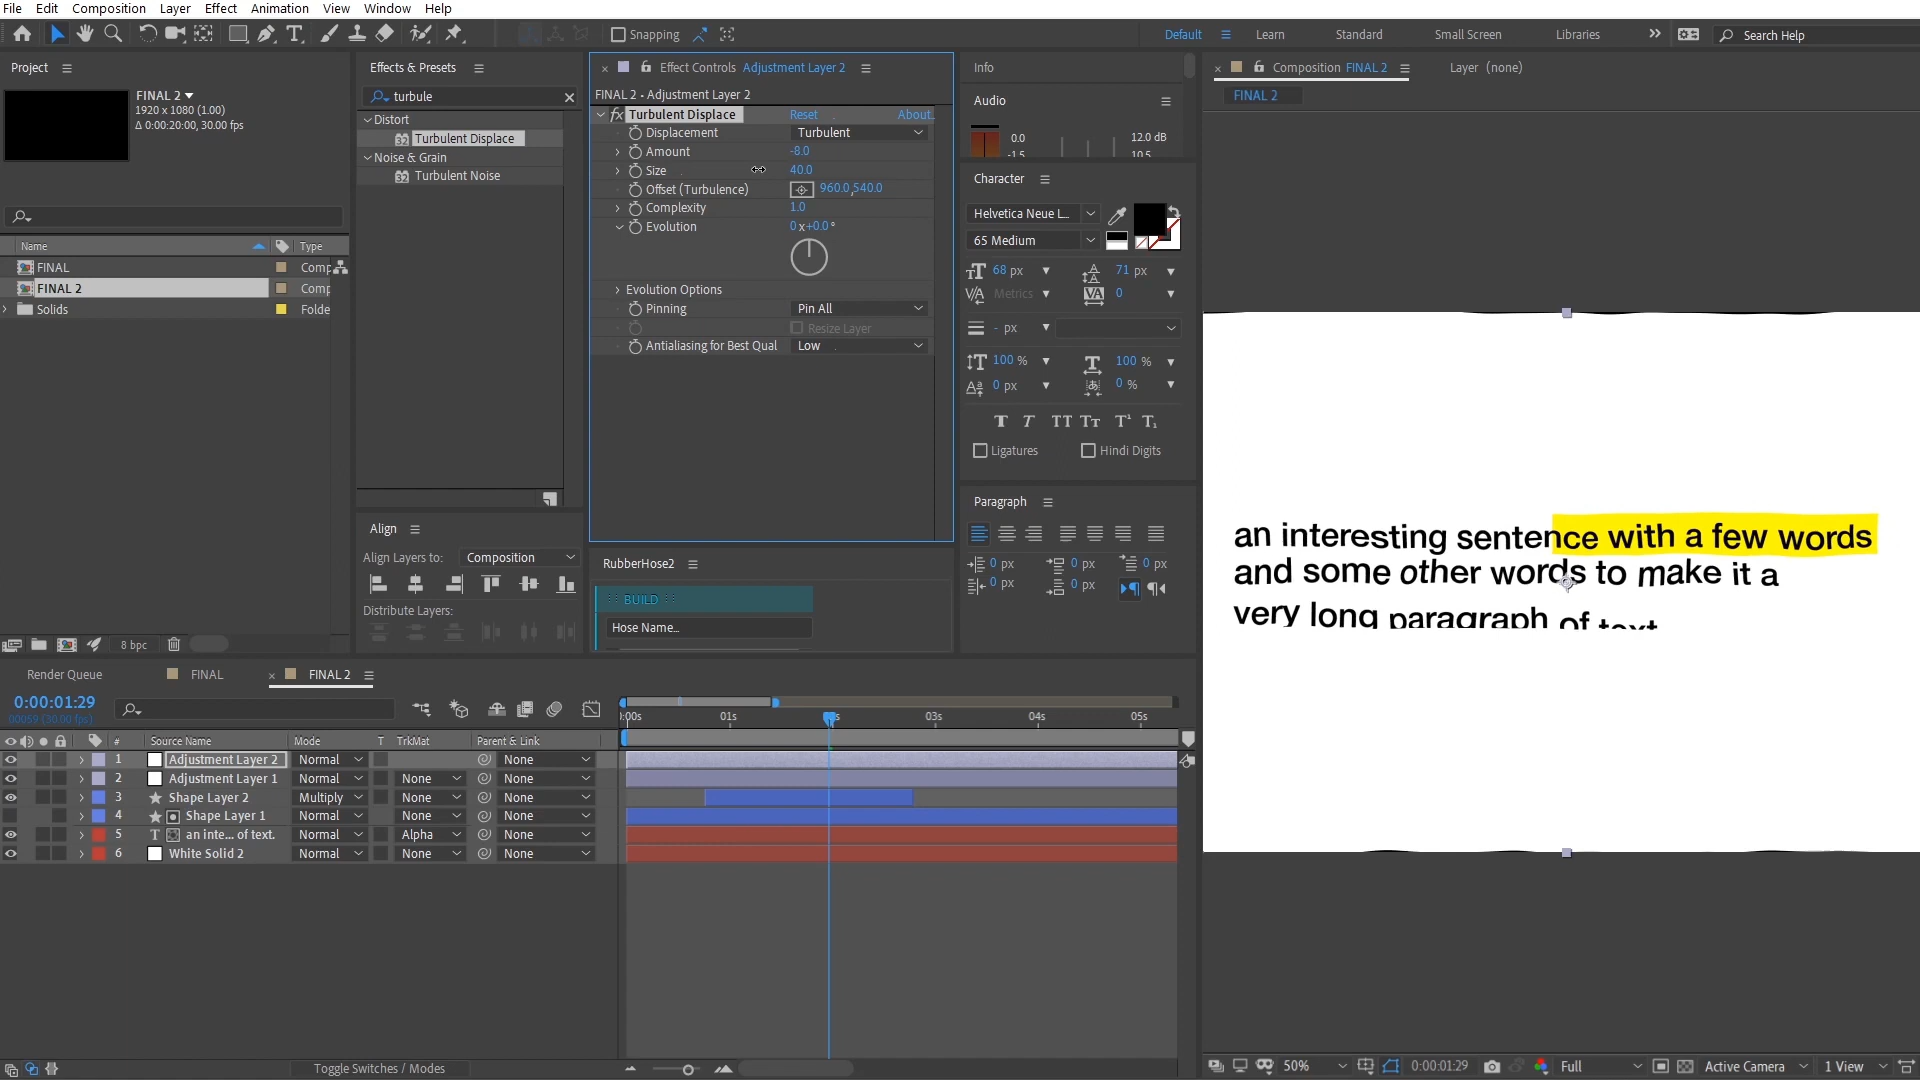 File Edit Composition Layer Effect Animation View Window Help
Snapping
Default Learn Standard Small Screen Libraries Search Help
Project
FINAL 2
1920 x 1080 (1.00)
Δ 0:00:20:00, 30.00 fps
Name Type
FINAL Comp
FINAL 2 Comp
Solids Folde
8 bpc
Effects & Presets
turbule
Distort
Turbulent Displace
Noise & Grain
Turbulent Noise
Align
Align Layers to: Composition
Distribute Layers:
Effect Controls Adjustment Layer 2
FINAL 2 • Adjustment Layer 2
fx Turbulent Displace Reset About.
Displacement Turbulent
Amount -8.0
Size 40.0
Offset (Turbulence) 960.0,540.0
Complexity 1.0
Evolution 0x+0.0°
Evolution Options
Pinning Pin All
Resize Layer
Antialiasing for Best Qual Low
RubberHose2
:: BUILD ::
Hose Name...
Info
Audio
0.0 12.0 dB
-1.5 10.5
Character
Helvetica Neue L...
65 Medium
68 px 71 px
Metrics 0
- px
100 % 100 %
0 px 0 %
T T TT Tt T¹ T₁
Ligatures Hindi Digits
Paragraph
0 px 0 px 0 px
0 px 0 px
Composition FINAL 2 Layer (none)
FINAL 2
an interesting sentence with a few words
and some other words to make it a
very long paragraph of text
50% 0:00:01:29 Full Active Camera 1 View
Render Queue FINAL FINAL 2
0:00:01:29
00059 (30.00 fps)
:00s 01s 03s 04s 05s
# Source Name Mode T TrkMat Parent & Link
1 Adjustment Layer 2 Normal None
2 Adjustment Layer 1 Normal None None
3 Shape Layer 2 Multiply None None
4 Shape Layer 1 Normal None None
5 T an inte... of text. Normal Alpha None
6 White Solid 2 Normal None None
Toggle Switches / Modes